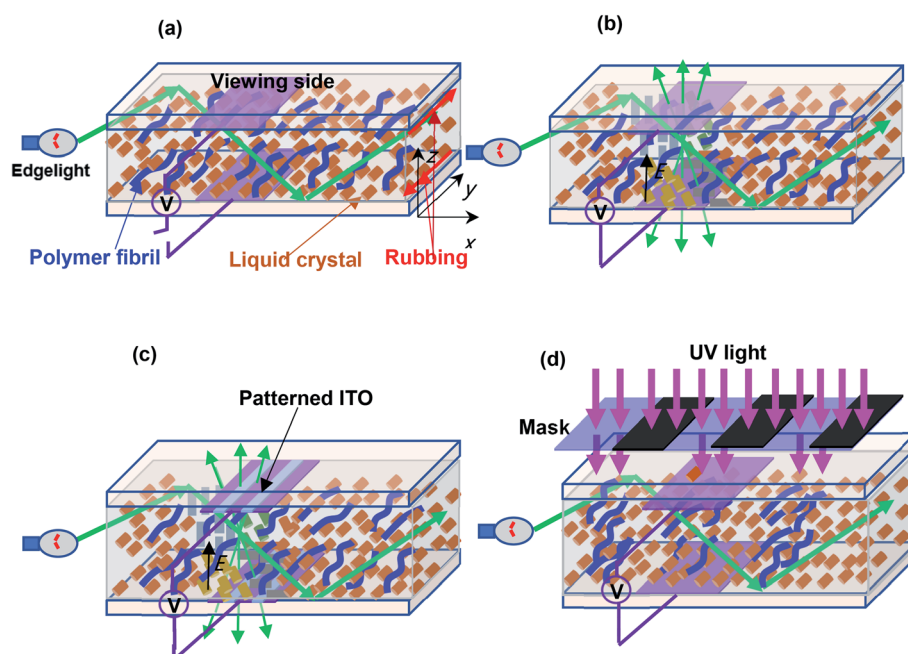 (a)
Viewing side
Edgelight
z
y
x
V
Polymer fibril
Liquid crystal
Rubbing
(b)
E
V
(c)
Patterned ITO
E
V
(d)
UV light
Mask
V